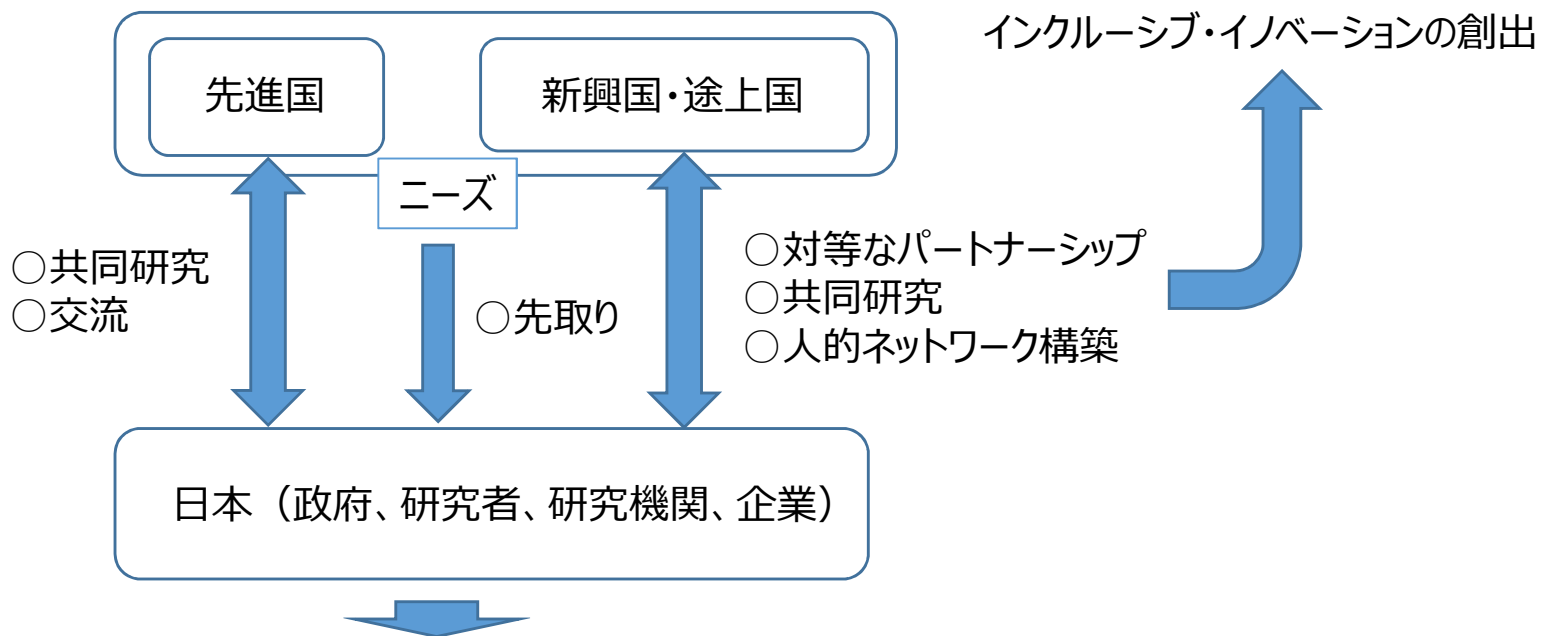 インクルーシブ・イノベーションの創出
先進国
新興国・途上国
ニーズ
○共同研究
○交流
○先取り
○対等なパートナーシップ
○共同研究
○人的ネットワーク構築
日本（政府、研究者、研究機関、企業）